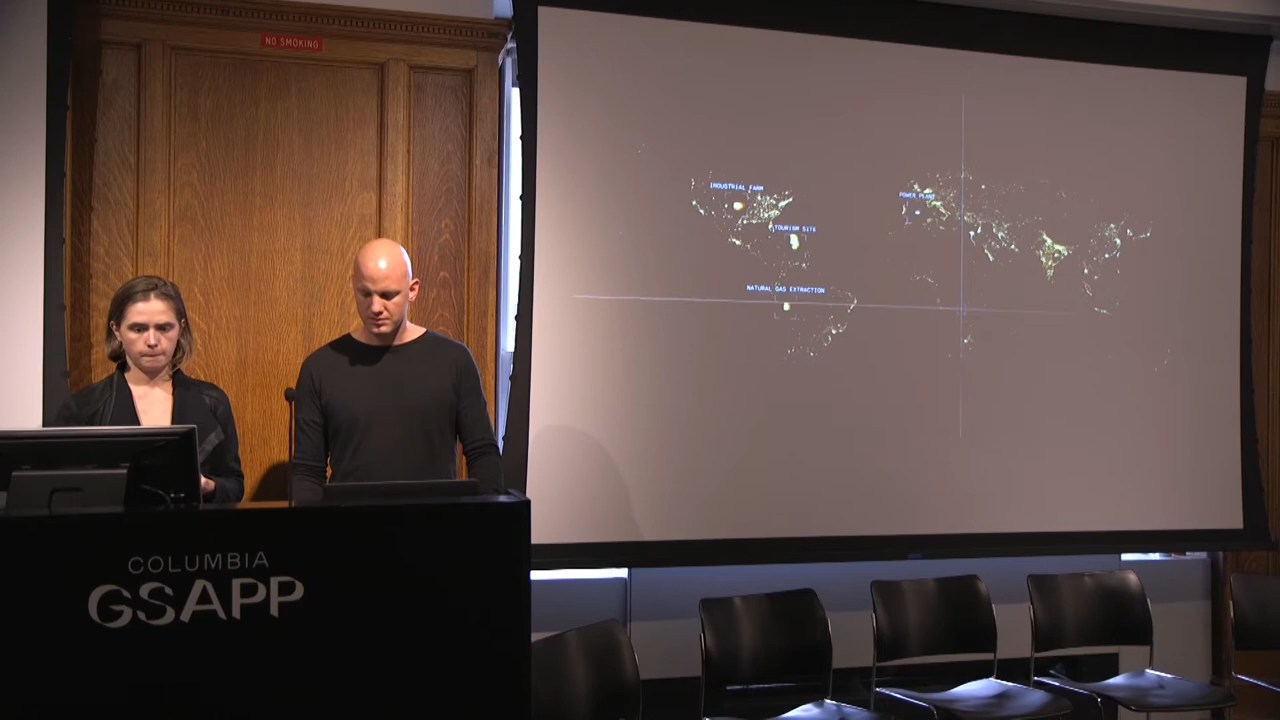 NO SMOKING
INDUSTRIAL FARM
POWER PLANT
TOURISM SITE
NATURAL GAS EXTRACTION
COLUMBIA
GSAPP